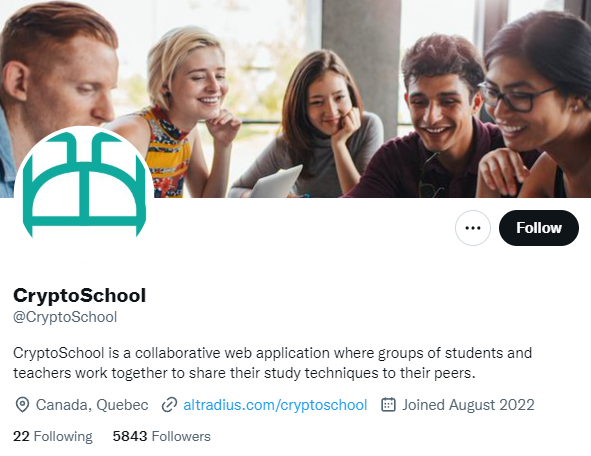 Follow
CryptoSchool
@CryptoSchool
CryptoSchool is a collaborative web application where groups of students and
teachers work together to share their study techniques to their peers.
Canada, Quebec altradius.com/cryptoschool Joined August 2022
22 Following 5843 Followers